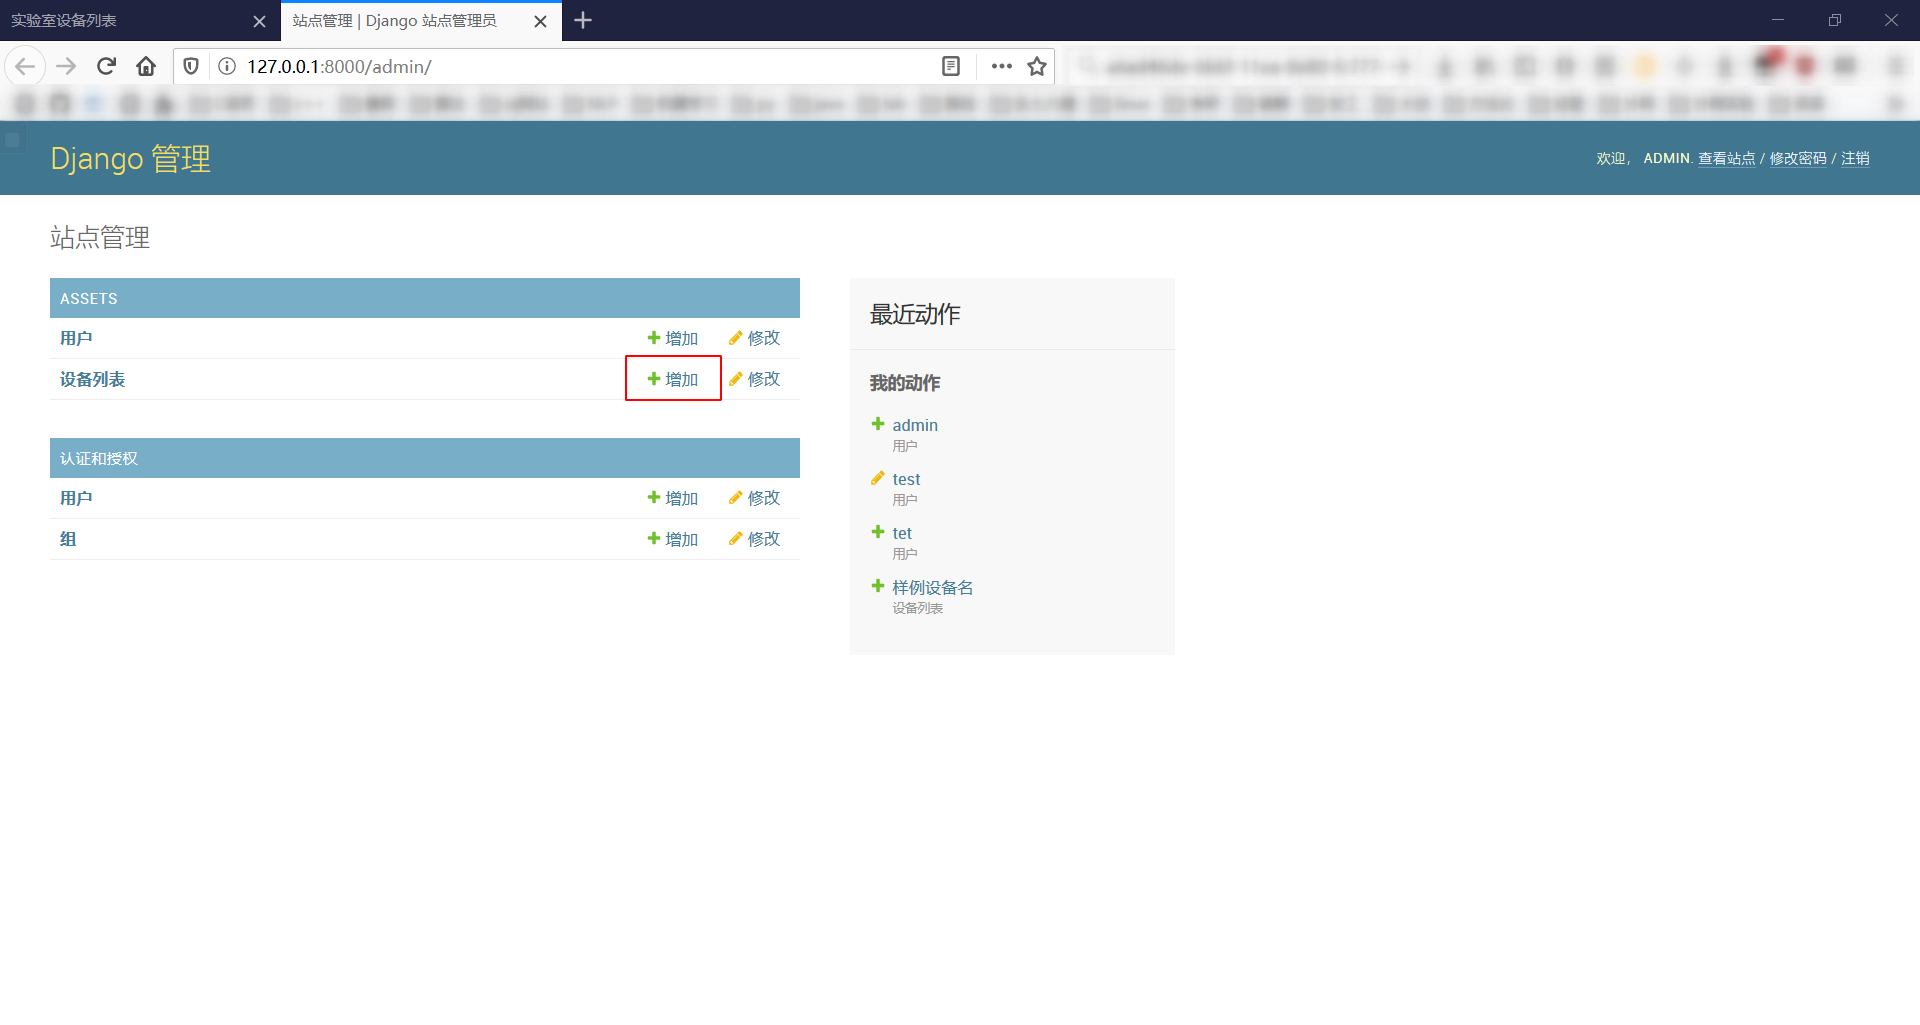 实验室设备列表
站点管理 | Django 站点管理员
127.0.0.1:8000/admin/
Django 管理
欢迎， ADMIN. 查看站点 / 修改密码 / 注销
站点管理
ASSETS
用户 增加 修改
设备列表 增加 修改
认证和授权
用户 增加 修改
组 增加 修改
最近动作
我的动作
admin
用户
test
用户
tet
用户
样例设备名
设备列表